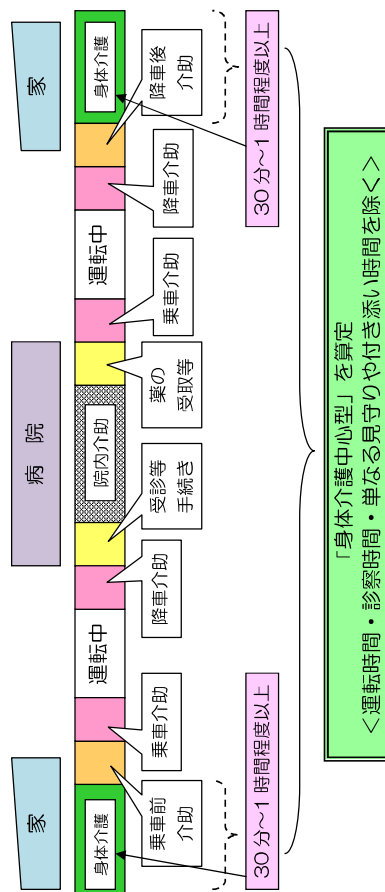 家
病 院
家
身体介護
運転中
院内介助
運転中
身体介護
乗車前
介助
乗車介助
降車介助
受診等
手続き
薬の
受取等
乗車介助
降車介助
降車後
介助
30分～1時間程度以上
30分～1時間程度以上
「身体介護中心型」を算定
＜運転時間・診察時間・単なる見守りや付き添い時間を除く＞